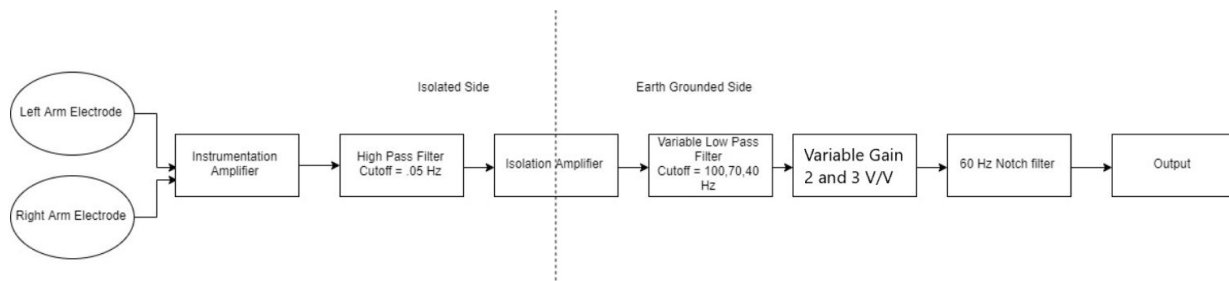 Isolated Side
Earth Grounded Side
Left Arm Electrode
Right Arm Electrode
Instrumentation
Amplifier
High Pass Filter
Cutoff = .05 Hz
Isolation Amplifier
Variable Low Pass
Filter
Cutoff = 100,70,40
Hz
Variable Gain
2 and 3 V/V
60 Hz Notch filter
Output